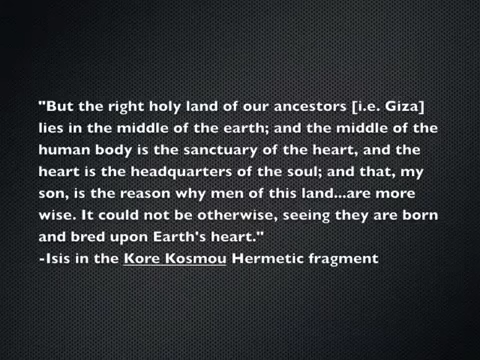 "But the right holy land of our ancestors [i.e. Giza]
lies in the middle of the earth; and the middle of the
human body is the sanctuary of the heart, and the
heart is the headquarters of the soul; and that, my
son, is the reason why men of this land...are more
wise. It could not be otherwise, seeing they are born
and bred upon Earth's heart."
-Isis in the Kore Kosmou Hermetic fragment